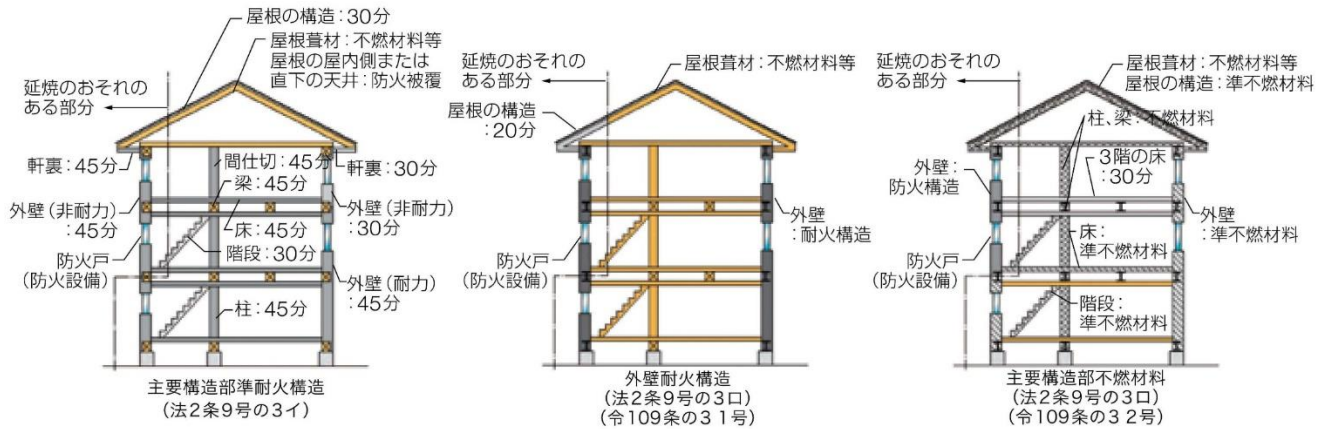 屋根の構造：30分
屋根葺材：不燃材料等
屋根の屋内側または
直下の天井：防火被覆
延焼のおそれの
ある部分
軒裏：45分
間仕切：45分
軒裏：30分
梁：45分
外壁（非耐力）
：45分
外壁（非耐力）
：30分
床：45分
階段：30分
防火戸
（防火設備）
外壁（耐力）
：45分
柱：45分
主要構造部準耐火構造
（法2条9号の3イ）
延焼のおそれの
ある部分
屋根葺材：不燃材料等
屋根の構造
：20分
外壁
：耐火構造
防火戸
（防火設備）
外壁耐火構造
（法2条9号の3ロ）
（令109条の3 1号）
延焼のおそれの
ある部分
屋根葺材：不燃材料等
屋根の構造：準不燃材料
柱、梁：不燃材料
外壁：
防火構造
3階の床
：30分
外壁
：準不燃材料
床：
準不燃材料
防火戸
（防火設備）
階段：
準不燃材料
主要構造部不燃材料
（法2条9号の3ロ）
（令109条の3 2号）